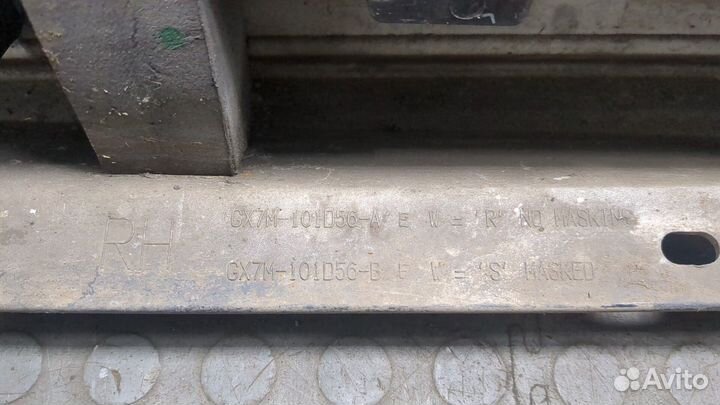 RH
'GX7M-101D56-A' E W = 'R' NO MASKING
GX7M-101D56-B E W = 'S' MASKED
Avito